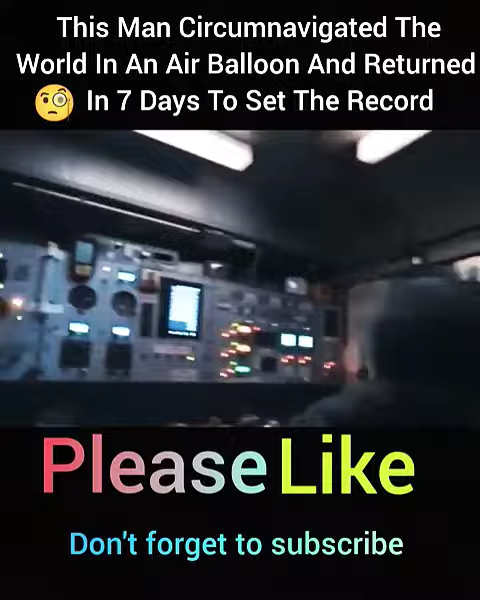 This Man Circumnavigated The
World In An Air Balloon And Returned
🧐 In 7 Days To Set The Record
Please Like
Don't forget to subscribe